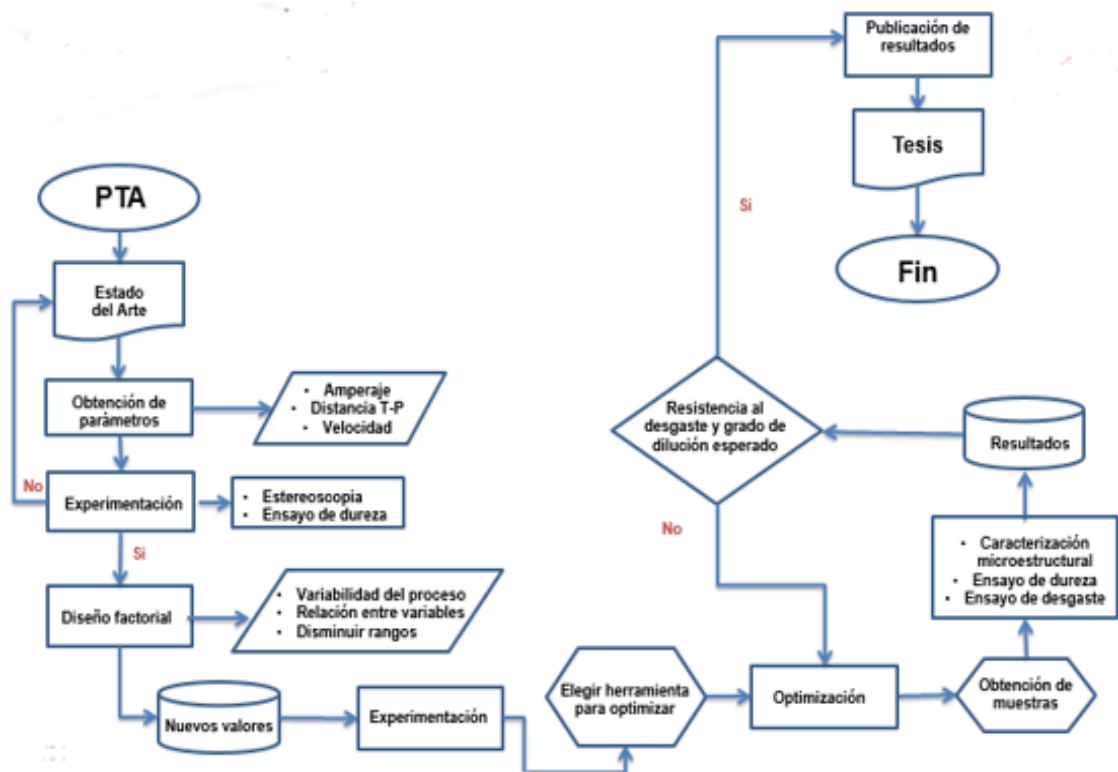 PTA
Estado
del Arte
Obtención de
parámetros
• Amperaje
• Distancia T-P
• Velocidad
No
Experimentación
• Estereoscopia
• Ensayo de dureza
Si
Diseño factorial
• Variabilidad del proceso
• Relación entre variables
• Disminuir rangos
Nuevos valores
Experimentación
Elegir herramienta
para optimizar
Optimización
Obtención de
muestras
• Caracterización
microestructural
• Ensayo de dureza
• Ensayo de desgaste
Resultados
Resistencia al
desgaste y grado de
dilución esperado
No
Si
Publicación de
resultados
Tesis
Fin